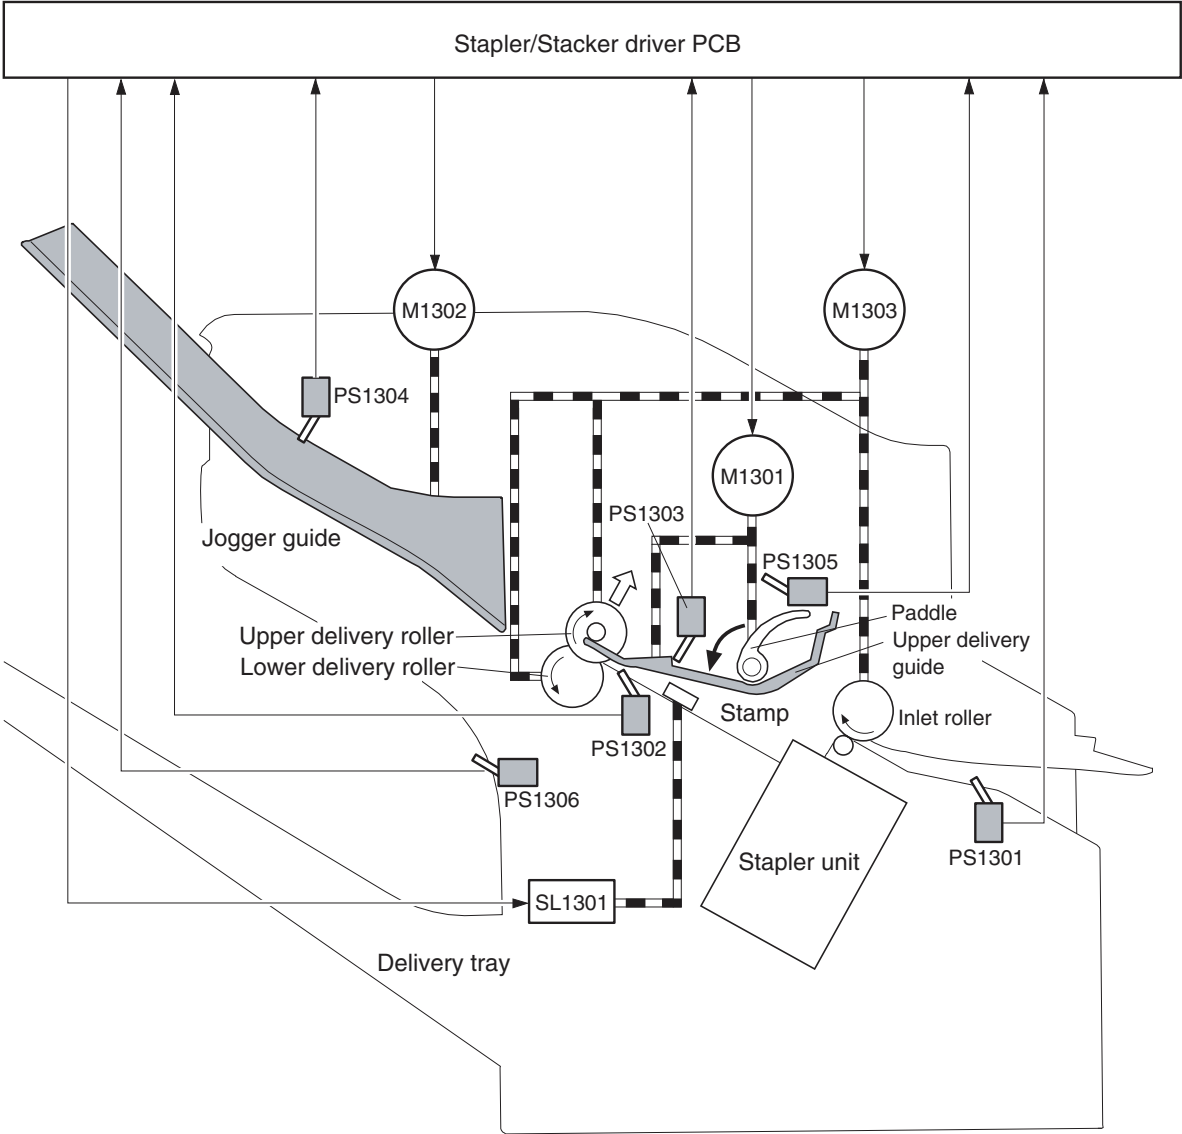 Stapler/Stacker driver PCB
M1302
M1303
PS1304
M1301
PS1303
Jogger guide
PS1305
Paddle
Upper delivery roller
Upper delivery
guide
Lower delivery roller
Stamp
Inlet roller
PS1302
PS1306
PS1301
Stapler unit
SL1301
Delivery tray